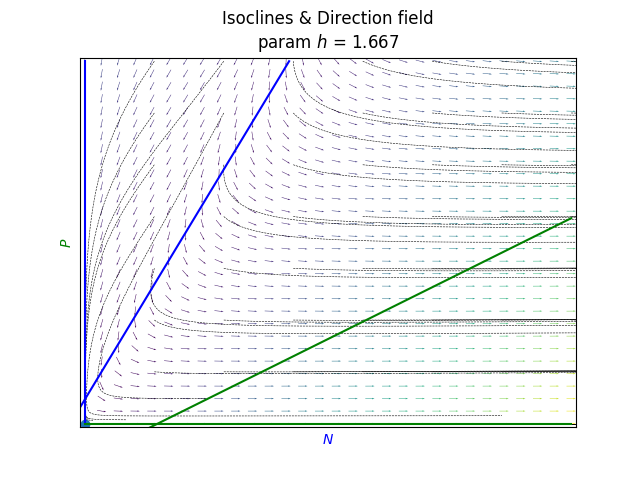 Isoclines & Direction field
param h = 1.667
P
N